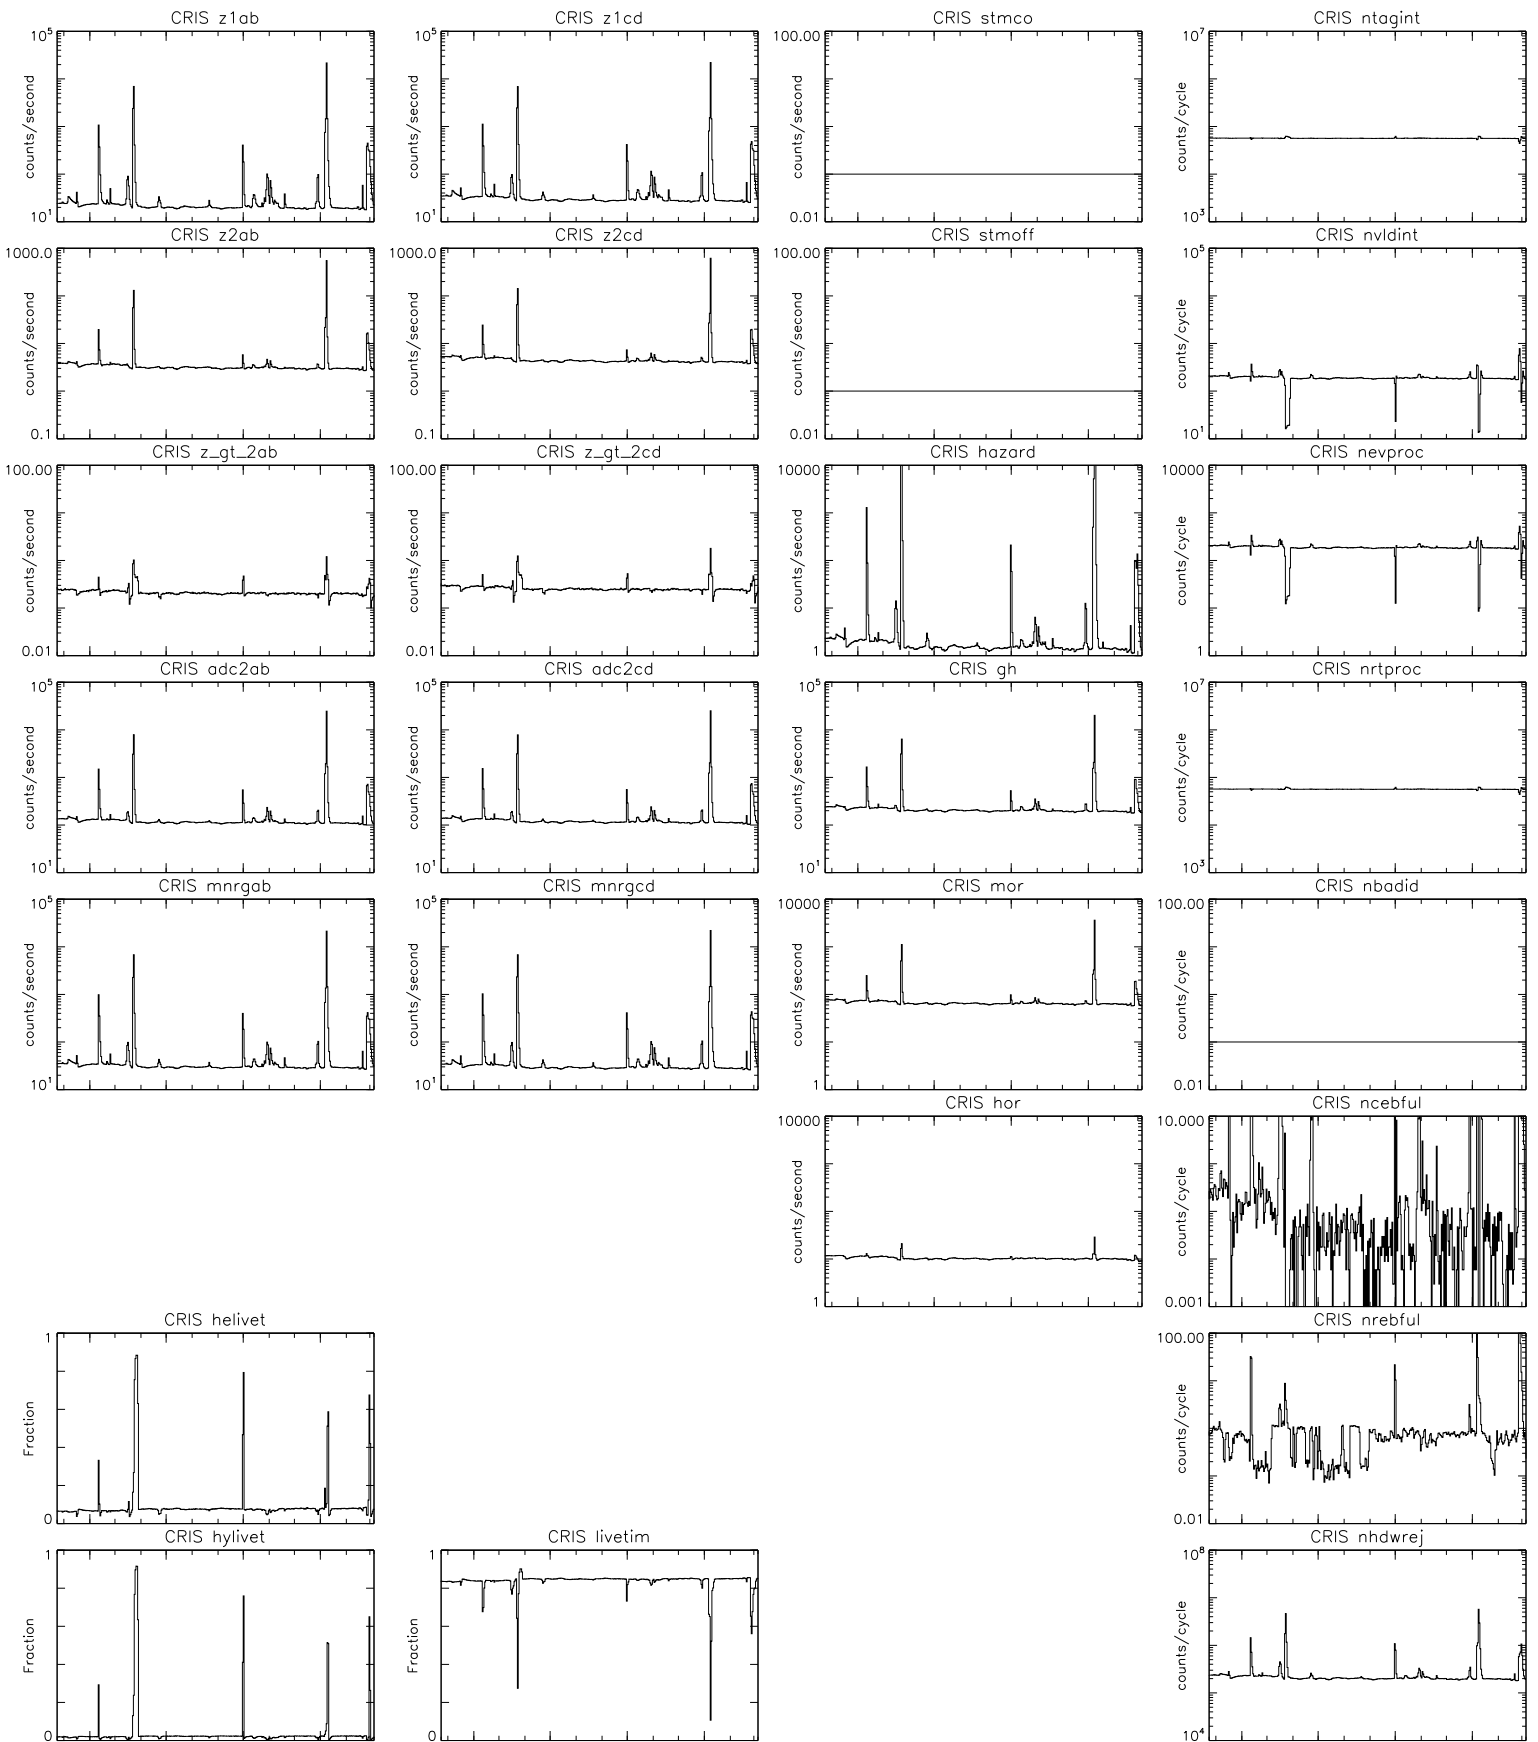 CRIS z1ab
10^5
counts/second
10^1
CRIS z1cd
10^5
counts/second
10^1
CRIS stmco
100.00
counts/second
0.01
CRIS ntagint
10^7
counts/cycle
10^3
CRIS z2ab
1000.0
counts/second
0.1
CRIS z2cd
1000.0
counts/second
0.1
CRIS stmoff
100.00
counts/second
0.01
CRIS nvldint
10^5
counts/cycle
10^1
CRIS z_gt_2ab
100.00
counts/second
0.01
CRIS z_gt_2cd
100.00
counts/second
0.01
CRIS hazard
10000
counts/second
1
CRIS nevproc
10000
counts/cycle
1
CRIS adc2ab
10^5
counts/second
10^1
CRIS adc2cd
10^5
counts/second
10^1
CRIS gh
10^5
counts/second
10^1
CRIS nrtproc
10^7
counts/cycle
10^3
CRIS mnrgab
10^5
counts/second
10^1
CRIS mnrgcd
10^5
counts/second
10^1
CRIS mor
10000
counts/second
1
CRIS nbadid
100.00
counts/cycle
0.01
CRIS hor
10000
counts/second
1
CRIS ncebful
10.000
counts/cycle
0.001
CRIS helivet
1
Fraction
0
CRIS nrebful
100.00
counts/cycle
0.01
CRIS hylivet
1
Fraction
0
CRIS livetim
1
Fraction
0
CRIS nhdwrej
10^8
counts/cycle
10^4